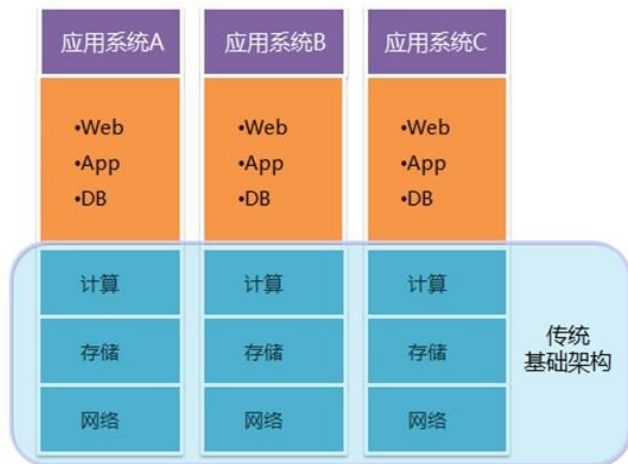 应用系统A
•Web
•App
•DB
计算
存储
网络
应用系统B
•Web
•App
•DB
计算
存储
网络
应用系统C
•Web
•App
•DB
计算
存储
网络
传统
基础架构